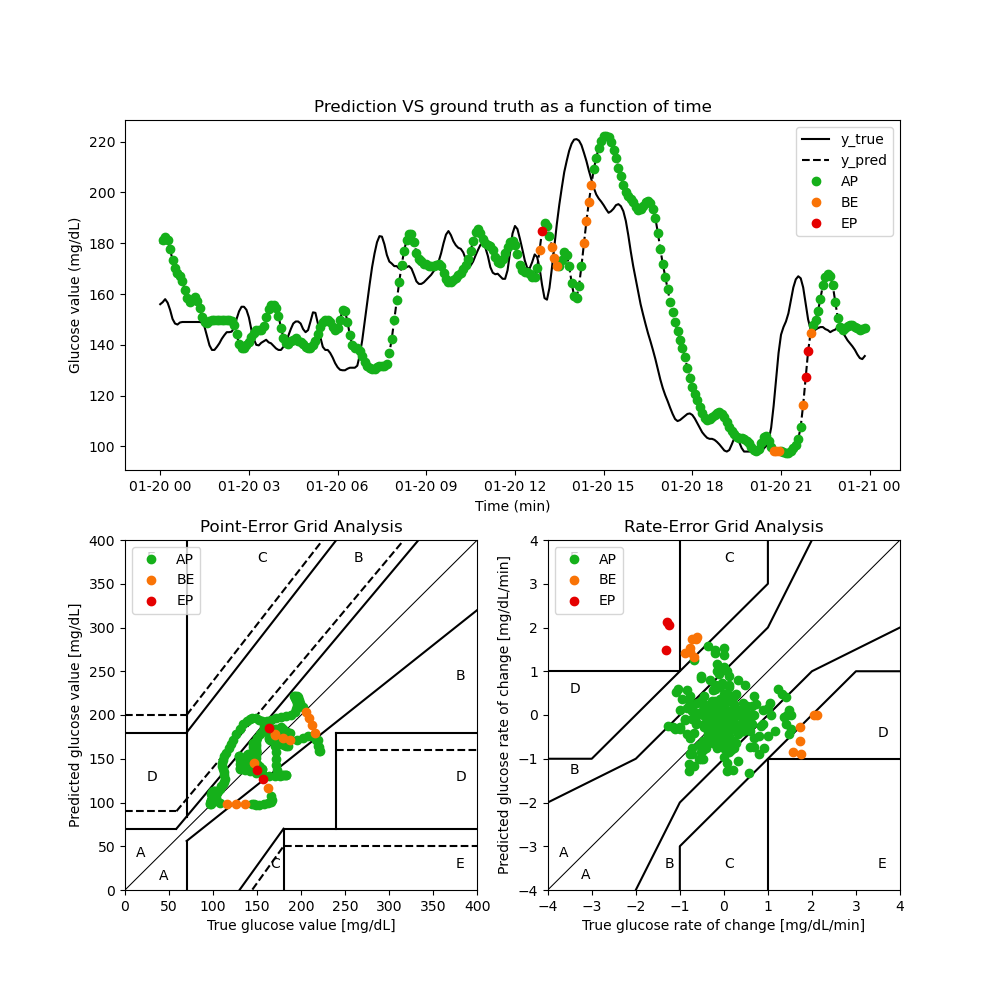 Prediction VS ground truth as a function of time
Glucose value (mg/dL)
220
200
180
160
140
120
100
y_true
y_pred
AP
BE
EP
01-20 00 01-20 03 01-20 06 01-20 09 01-20 12 01-20 15 01-20 18 01-20 21 01-21 00
Time (min)
Point-Error Grid Analysis
Predicted glucose value [mg/dL]
400
350
300
250
200
150
100
50
0
AP
BE
EP
C
B
B
D
D
A
A
C
E
0 50 100 150 200 250 300 350 400
True glucose value [mg/dL]
Rate-Error Grid Analysis
Predicted glucose rate of change [mg/dL/min]
4
3
2
1
0
−1
−2
−3
−4
AP
BE
EP
C
D
D
B
A
A
B
C
E
−4 −3 −2 −1 0 1 2 3 4
True glucose rate of change [mg/dL/min]